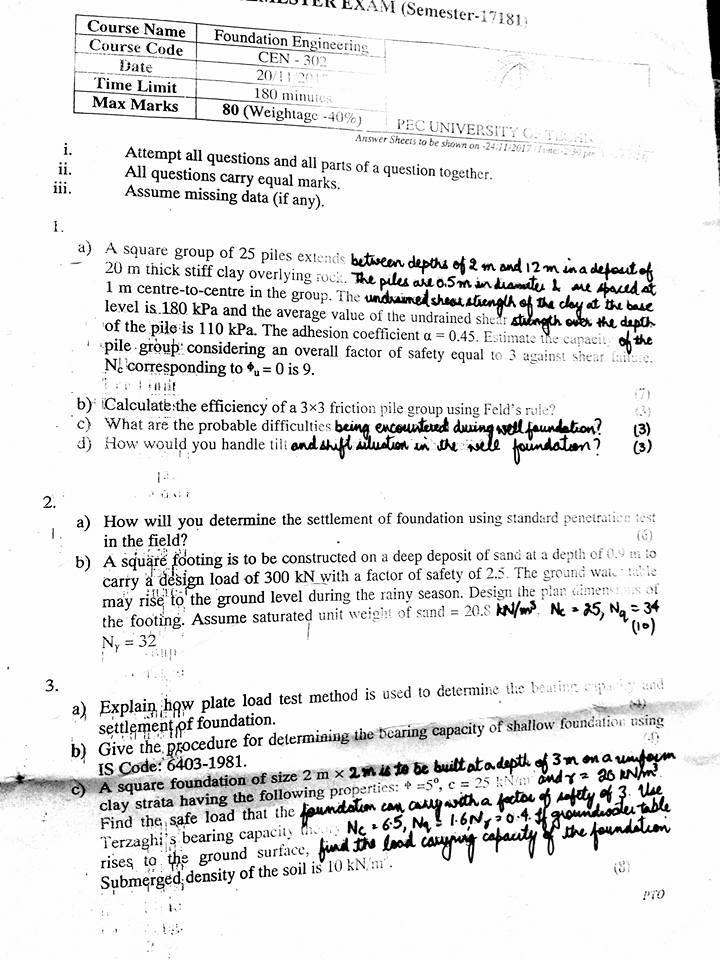 EXAM (Semester-17181)
Course Name Foundation Engineering
Course Code CEN - 302
Date 20/11/2017
Time Limit 180 minutes
Max Marks 80 (Weightage -40%)
PEC UNIVERSITY
Answer Sheets to be shown on -24/11/2017
i. Attempt all questions and all parts of a question together.
ii. All questions carry equal marks.
iii. Assume missing data (if any).
1.
a) A square group of 25 piles extends between depths of 2 m and 12 m in a deposit of
20 m thick stiff clay overlying rock. The piles are 0.5m in diameter & are spaced at
1 m centre-to-centre in the group. The undrained shear strength of the clay at the base
level is 180 kPa and the average value of the undrained shear strength over the depth
of the pile is 110 kPa. The adhesion coefficient α = 0.45. Estimate the capacity of the
pile group considering an overall factor of safety equal to 3 against shear failure.
Nc corresponding to Φu = 0 is 9.
(7)
b) Calculate the efficiency of a 3×3 friction pile group using Feld's rule? (3)
c) What are the probable difficulties being encountered during well foundation? (3)
d) How would you handle tilt and shift situation in the well foundation? (3)
2.
a) How will you determine the settlement of foundation using standard penetration test
in the field? (6)
b) A square footing is to be constructed on a deep deposit of sand at a depth of 0.9 m to
carry a design load of 300 kN with a factor of safety of 2.5. The ground water table
may rise to the ground level during the rainy season. Design the plan dimensions of
the footing. Assume saturated unit weight of sand = 20.8 kN/m³. Nc = 25, Nq = 34
Nγ = 32 (10)
3.
a) Explain how plate load test method is used to determine the bearing capacity and
settlement of foundation. (4)
b) Give the procedure for determining the bearing capacity of shallow foundation using
IS Code: 6403-1981. (4)
c) A square foundation of size 2 m × 2 m is to be built at a depth of 3 m on a uniform
clay strata having the following properties: Φ =5°, c = 25 kN/m² and γ = 20 kN/m³
Find the safe load that the foundation can carry with a factor of safety of 3. Use
Terzaghi's bearing capacity theory Nc = 6.5, Nq = 1.6, Nγ = 0.4. If groundwater table
rises to the ground surface, find the load carrying capacity of the foundation
Submerged density of the soil is 10 kN/m³.
(8)
PTO